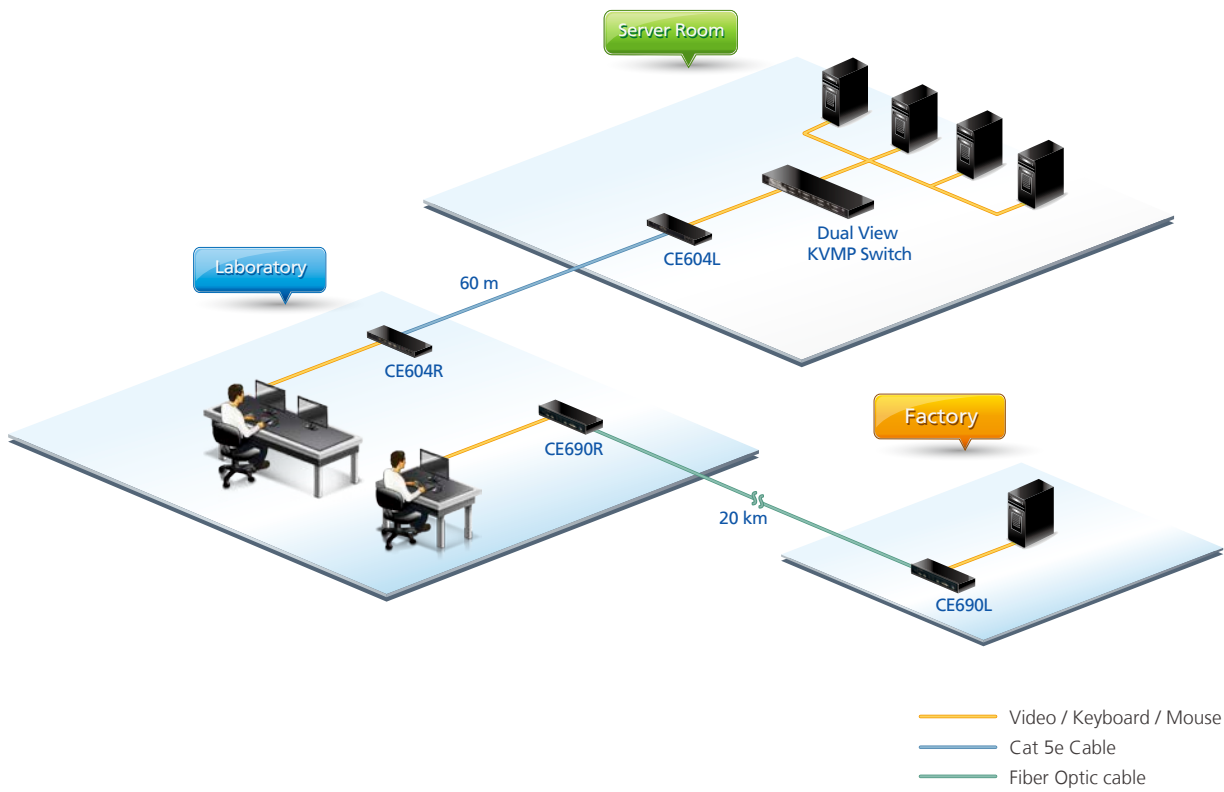 Server Room
Dual View
KVMP Switch
CE604L
Laboratory
60 m
CE604R
CE690R
Factory
20 km
CE690L
Video / Keyboard / Mouse
Cat 5e Cable
Fiber Optic cable